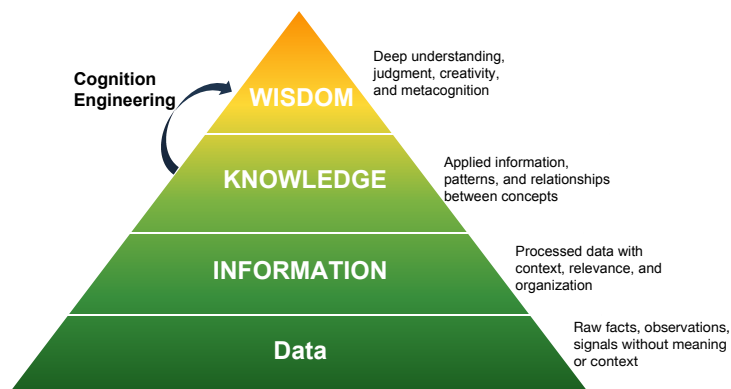 Deep understanding,
judgment, creativity,
and metacognition
Cognition
Engineering
WISDOM
Applied information,
patterns, and relationships
between concepts
KNOWLEDGE
Processed data with
context, relevance, and
organization
INFORMATION
Raw facts, observations,
signals without meaning
or context
Data